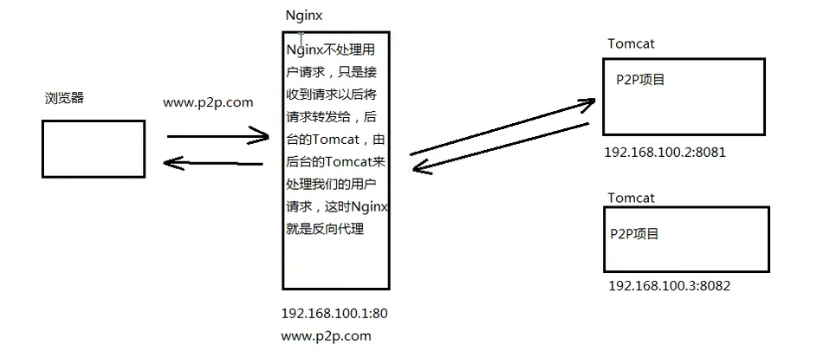 Nginx
Nginx不处理用
户请求，只是接
收到请求以后将
请求转发给，后
台的Tomcat，由
后台的Tomcat来
处理我们的用户
请求，这时Nginx
就是反向代理
192.168.100.1:80
www.p2p.com
浏览器
www.p2p.com
Tomcat
P2P项目
192.168.100.2:8081
Tomcat
P2P项目
192.168.100.3:8082